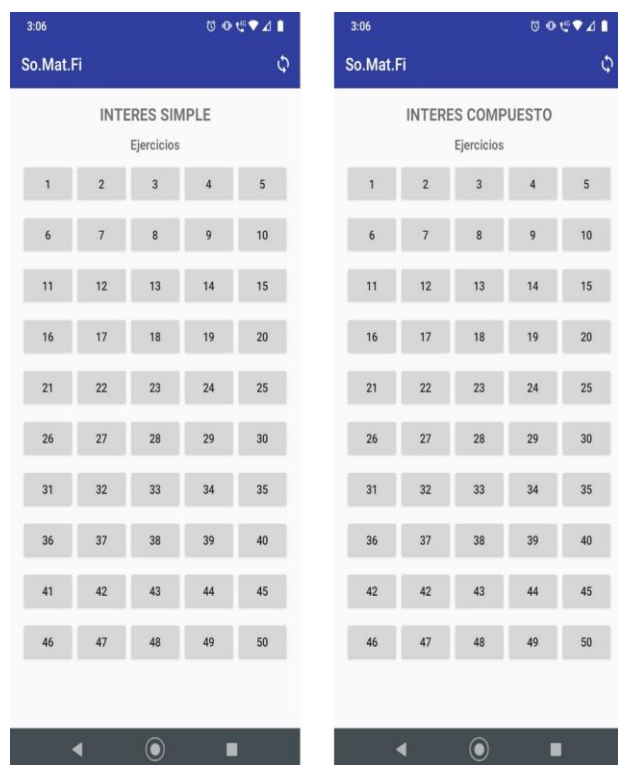 3:06
So.Mat.Fi
INTERES SIMPLE
Ejercicios
1 2 3 4 5
6 7 8 9 10
11 12 13 14 15
16 17 18 19 20
21 22 23 24 25
26 27 28 29 30
31 32 33 34 35
36 37 38 39 40
41 42 43 44 45
46 47 48 49 50
3:06
So.Mat.Fi
INTERES COMPUESTO
Ejercicios
1 2 3 4 5
6 7 8 9 10
11 12 13 14 15
16 17 18 19 20
21 22 23 24 25
26 27 28 29 30
31 32 33 34 35
36 37 38 39 40
42 42 43 44 45
46 47 48 49 50